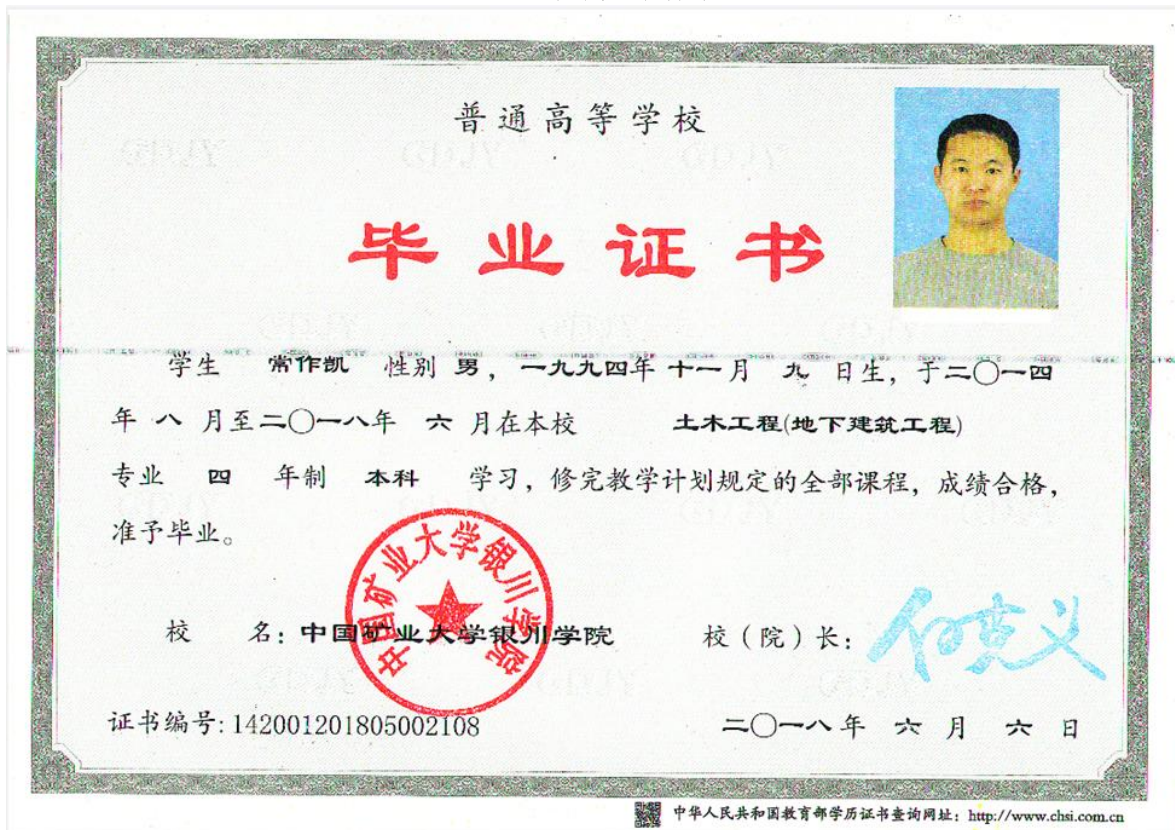 普通高等学校
毕业证书
学生 常作凯 性别 男，一九九四年 十一月 九 日生，于二〇一四
年 八 月至二〇一八年 六 月在本校 土木工程(地下建筑工程)
专业 四 年制 本科 学习，修完教学计划规定的全部课程，成绩合格，
准予毕业。
中国矿业大学银川学院
校 名：中国矿业大学银川学院 校（院）长：
证书编号：142001201805002108 二〇一八年 六 月 六 日
中华人民共和国教育部学历证书查询网址：http://www.chsi.com.cn